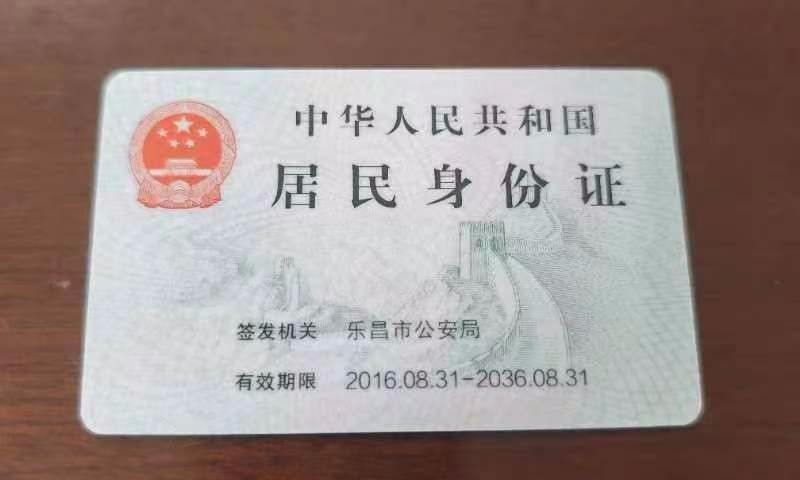 中华人民共和国
居民身份证
签发机关 乐昌市公安局
有效期限 2016.08.31-2036.08.31